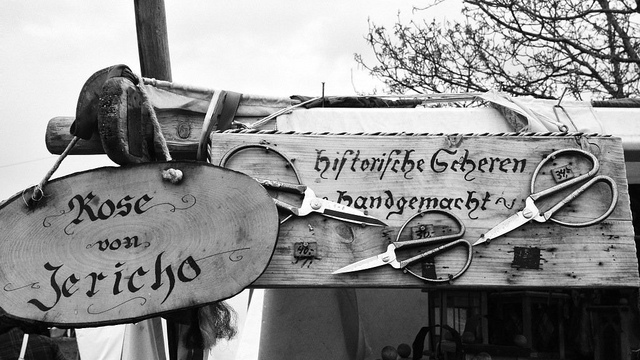 Rose
von
Jericho
historische Scheren
handgemacht ~